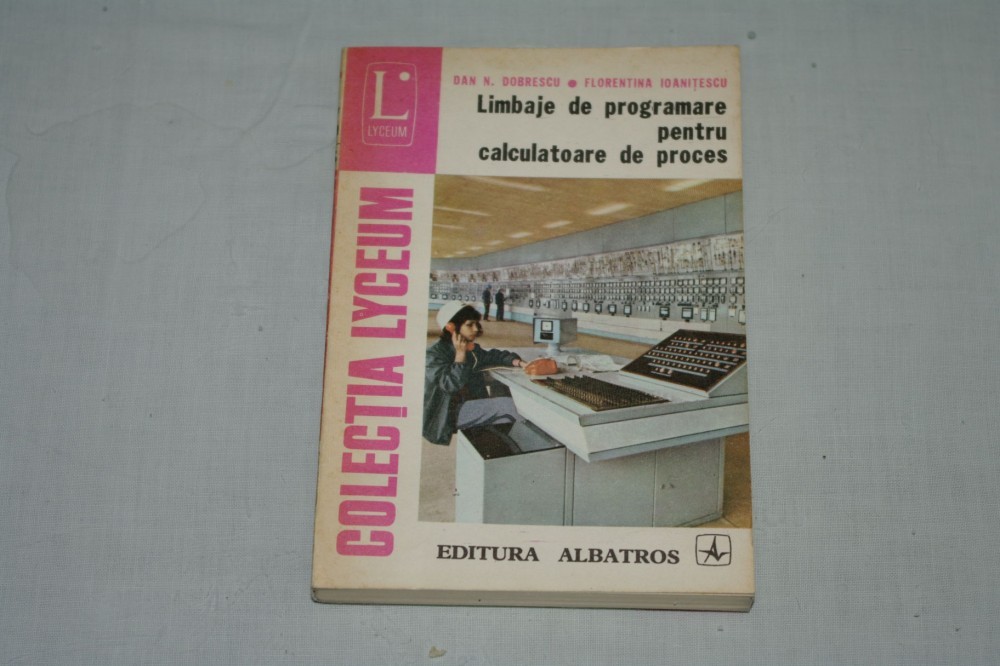 L
LYCEUM
DAN N. DOBRESCU • FLORENTINA IOANIȚESCU
Limbaje de programare
pentru
calculatoare de proces
COLECȚIA LYCEUM
EDITURA ALBATROS